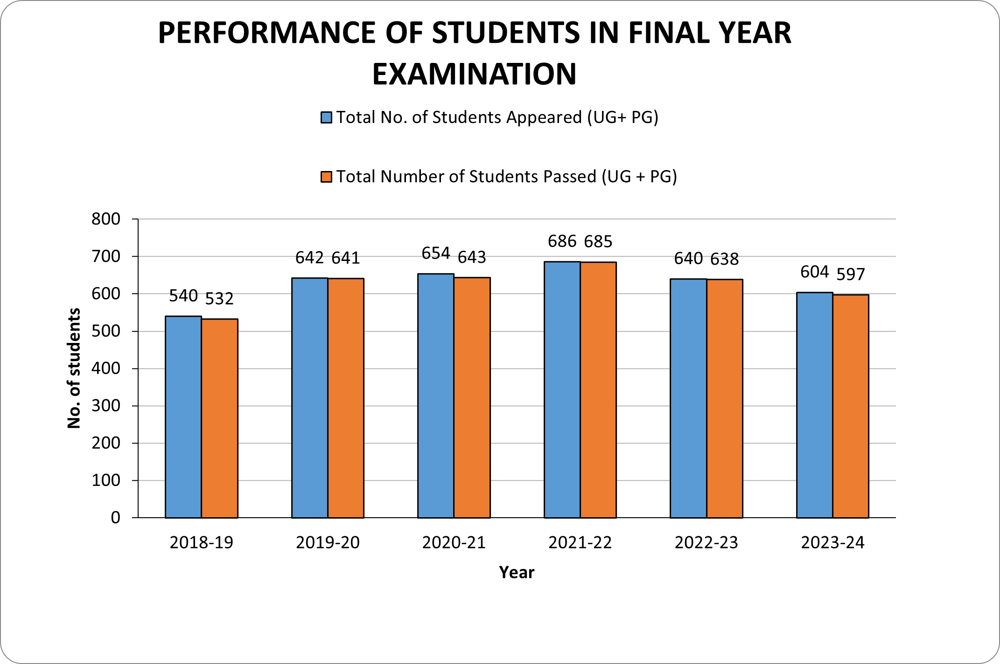 PERFORMANCE OF STUDENTS IN FINAL YEAR
EXAMINATION
Total No. of Students Appeared (UG+ PG)
Total Number of Students Passed (UG + PG)
800
700
600
500
400
300
200
100
0
No. of students
540 532
642 641
654 643
686 685
640 638
604 597
2018-19 2019-20 2020-21 2021-22 2022-23 2023-24
Year